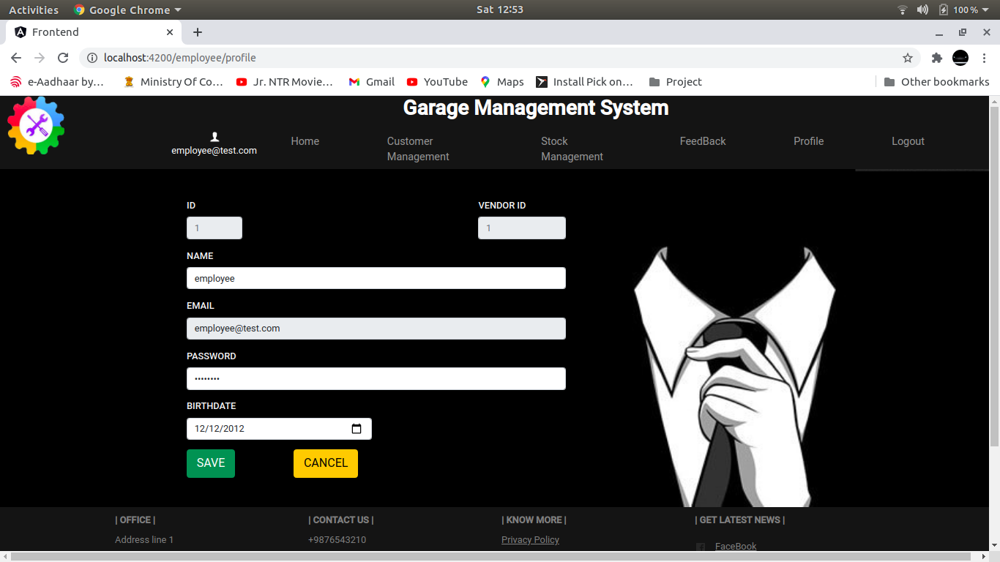 Activities Google Chrome Sat 12:53 100 %
Frontend
localhost:4200/employee/profile
e-Aadhaar by… Ministry Of Co… Jr. NTR Movie… Gmail YouTube Maps Install Pick on… Project Other bookmarks
Garage Management System
employee@test.com
Home
Customer
Management
Stock
Management
FeedBack
Profile
Logout
ID
1
VENDOR ID
1
NAME
employee
EMAIL
employee@test.com
PASSWORD
••••••••
BIRTHDATE
12/12/2012
SAVE CANCEL
| OFFICE |
Address line 1
| CONTACT US |
+9876543210
| KNOW MORE |
Privacy Policy
| GET LATEST NEWS |
FaceBook